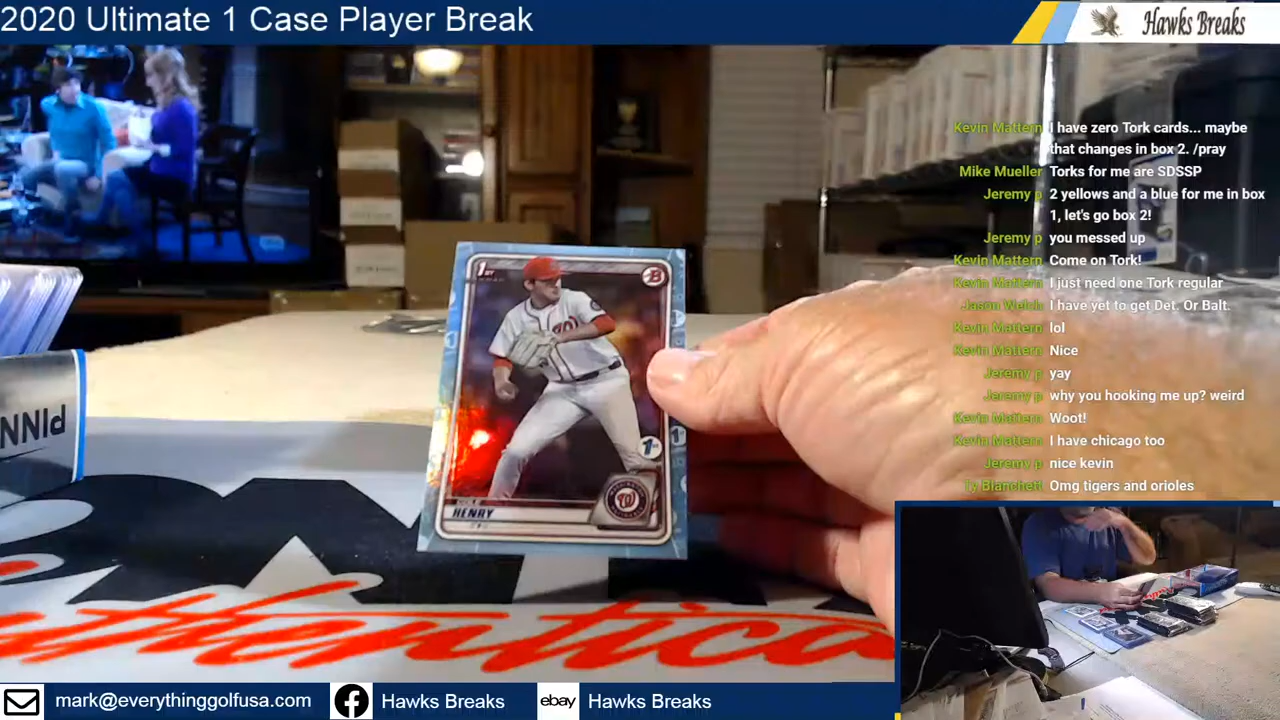 2020 Ultimate 1 Case Player Break
Hawks Breaks
Kevin Mattern I have zero Tork cards... maybe
that changes in box 2. /pray
Mike Mueller Torks for me are SDSSP
Jeremy p 2 yellows and a blue for me in box
1, let's go box 2!
Jeremy p you messed up
Kevin Mattern Come on Tork!
Kevin Mattern I just need one Tork regular
Jason Welch I have yet to get Det. Or Balt.
Kevin Mattern lol
Kevin Mattern Nice
Jeremy p yay
Jeremy p why you hooking me up? weird
Kevin Mattern Woot!
Kevin Mattern I have chicago too
Jeremy p nice kevin
Ty Blanchett Omg tigers and orioles
1ST
B
1st
HENRY
W
PINN
Authentics
mark@everythinggolfusa.com
Hawks Breaks
ebay
Hawks Breaks